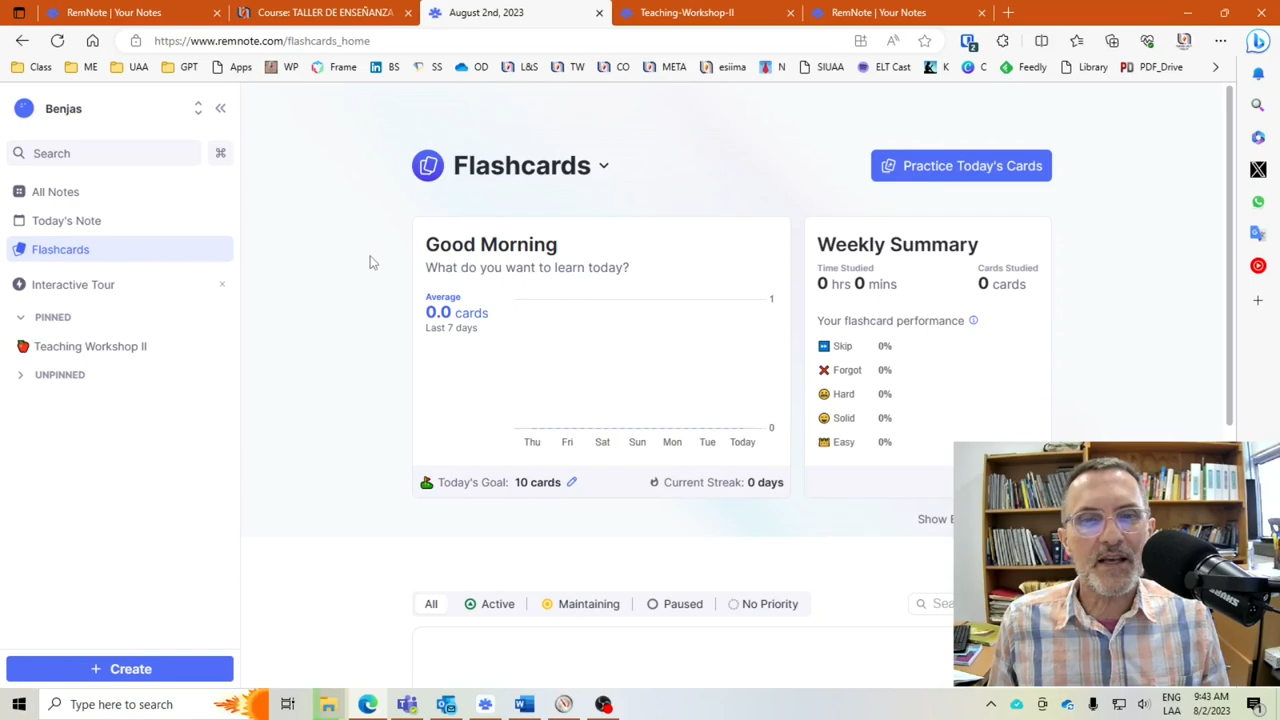 RemNote | Your Notes
Course: TALLER DE ENSEÑANZA
August 2nd, 2023
Teaching-Workshop-II
RemNote | Your Notes
https://www.remnote.com/flashcards_home
Class ME UAA GPT Apps WP Frame BS SS OD L&S TW CO META esiima N SIUAA ELT Cast K C Feedly Library PDF_Drive
Benjas
Search
All Notes
Today's Note
Flashcards
Interactive Tour
PINNED
Teaching Workshop II
UNPINNED
+ Create
Flashcards
Practice Today's Cards
Good Morning
What do you want to learn today?
Average
0.0 cards
Last 7 days
1
0
Thu Fri Sat Sun Mon Tue Today
Today's Goal: 10 cards
Current Streak: 0 days
Weekly Summary
Time Studied Cards Studied
0 hrs 0 mins 0 cards
Your flashcard performance
Skip 0%
Forgot 0%
Hard 0%
Solid 0%
Easy 0%
Show
All Active Maintaining Paused No Priority
Sea
SHURE
Type here to search
ENG
LAA
9:43 AM
8/2/2023